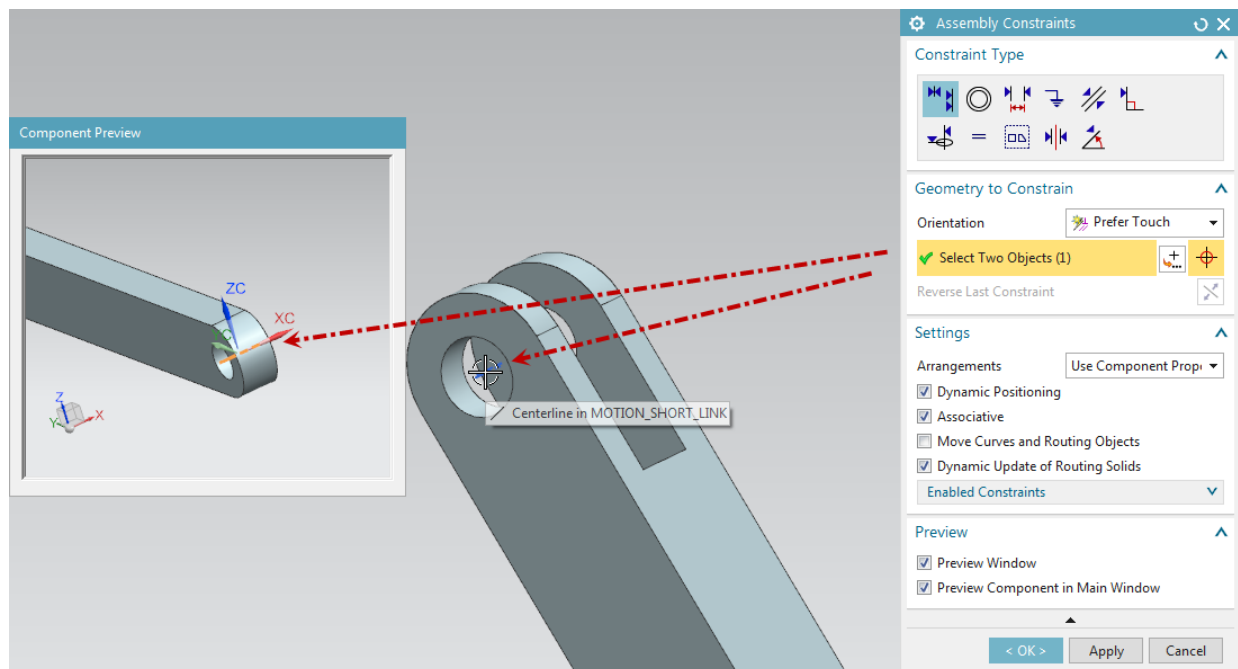 Assembly Constraints
Constraint Type
Component Preview
ZC
XC
Z
Y
X
Centerline in MOTION_SHORT_LINK
Geometry to Constrain
Orientation
Prefer Touch
Select Two Objects (1)
Reverse Last Constraint
Settings
Arrangements
Use Component Prope
Dynamic Positioning
Associative
Move Curves and Routing Objects
Dynamic Update of Routing Solids
Enabled Constraints
Preview
Preview Window
Preview Component in Main Window
< OK >
Apply
Cancel